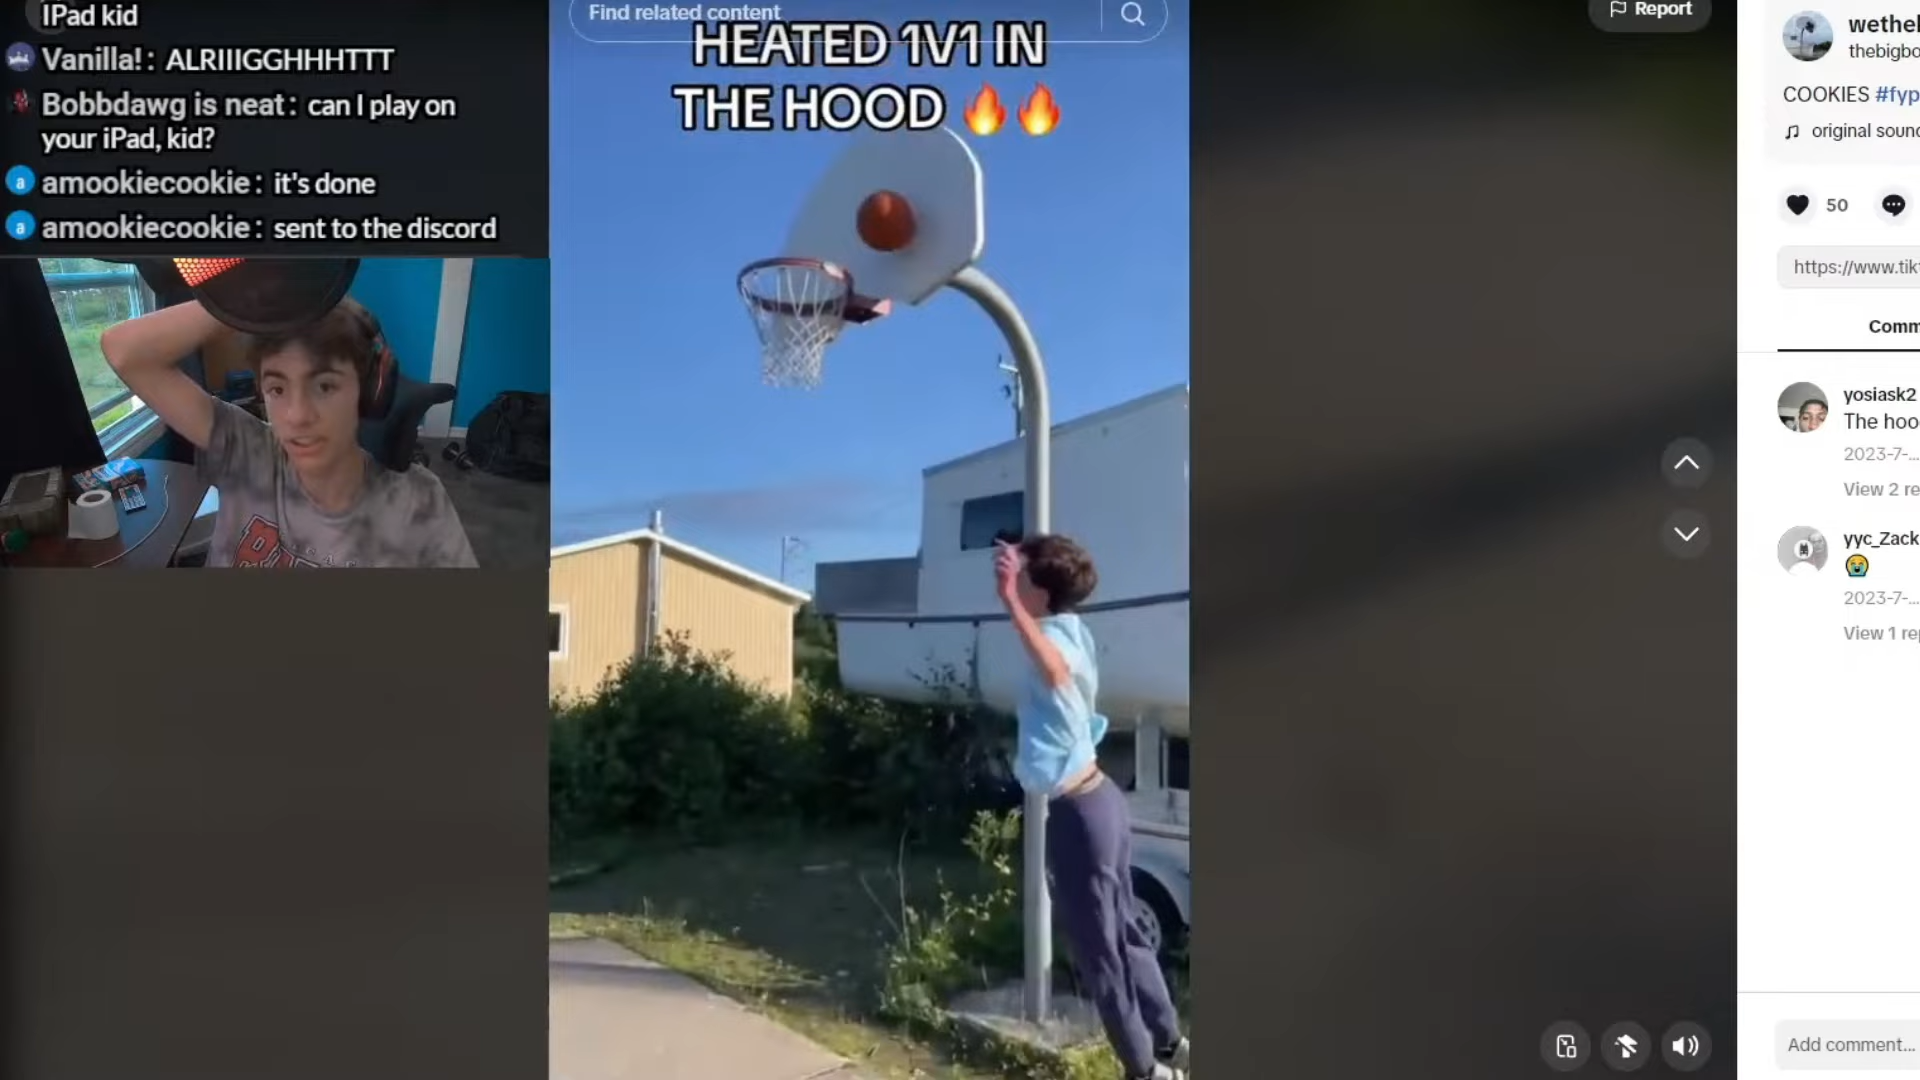 IPad kid
Vanilla! : ALRIIIGGHHHTTT
Bobbdawg is neat : can I play on
your iPad, kid?
amookiecookie : it's done
amookiecookie : sent to the discord
Find related content
HEATED 1V1 IN
THE HOOD 🔥🔥
Report
thebigbo
COOKIES #fyp
original soun
50
https://www.tik
Comm
yosiask2
The hoo
2023-7-...
View 2 re
yyc_Zack
😭
2023-7-...
View 1 rep
Add comment...